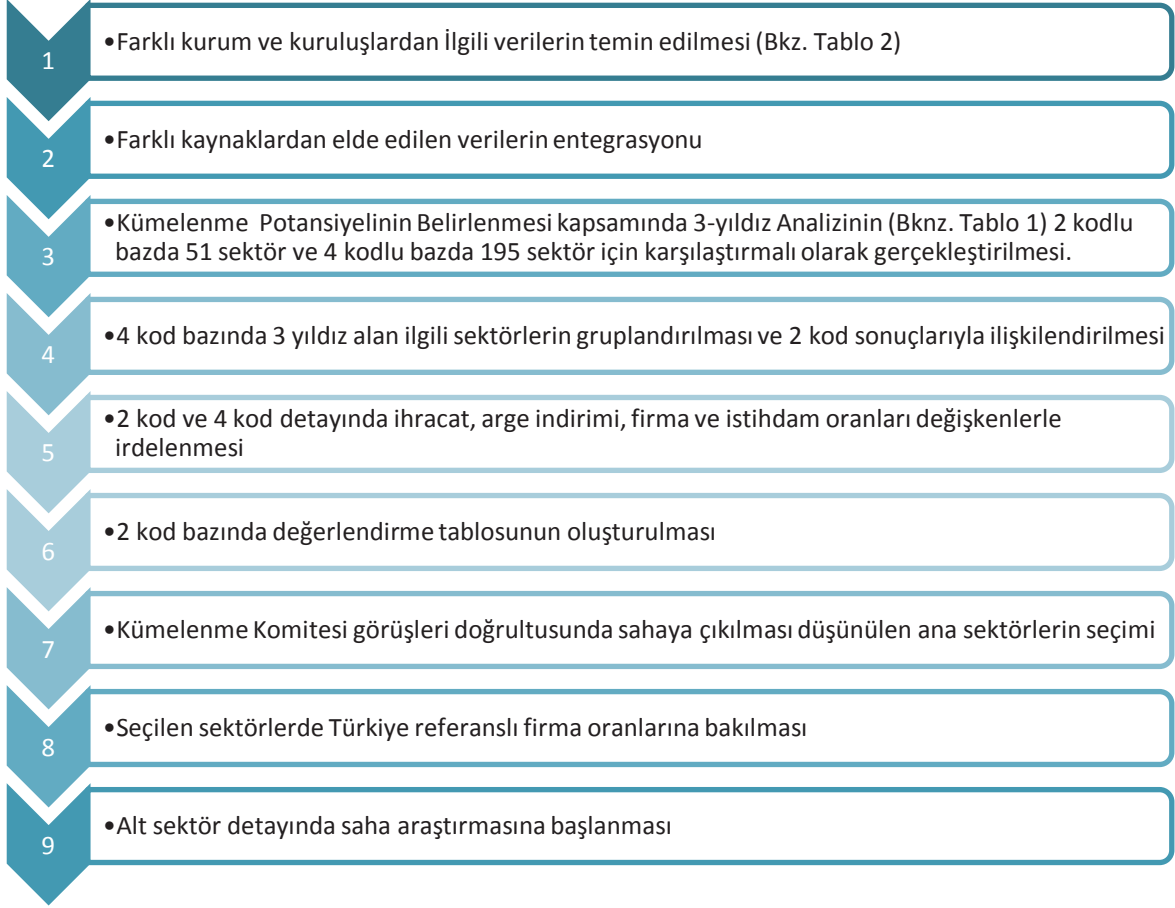 1
•Farklı kurum ve kuruluşlardan İlgili verilerin temin edilmesi (Bkz. Tablo 2)
2
•Farklı kaynaklardan elde edilen verilerin entegrasyonu
3
•Kümelenme Potansiyelinin Belirlenmesi kapsamında 3-yıldız Analizinin (Bknz. Tablo 1) 2 kodlu
bazda 51 sektör ve 4 kodlu bazda 195 sektör için karşılaştırmalı olarak gerçekleştirilmesi.
4
•4 kod bazında 3 yıldız alan ilgili sektörlerin gruplandırılması ve 2 kod sonuçlarıyla ilişkilendirilmesi
5
•2 kod ve 4 kod detayında ihracat, arge indirimi, firma ve istihdam oranları değişkenlerle
irdelenmesi
6
•2 kod bazında değerlendirme tablosunun oluşturulması
7
•Kümelenme Komitesi görüşleri doğrultusunda sahaya çıkılması düşünülen ana sektörlerin seçimi
8
•Seçilen sektörlerde Türkiye referanslı firma oranlarına bakılması
9
•Alt sektör detayında saha araştırmasına başlanması